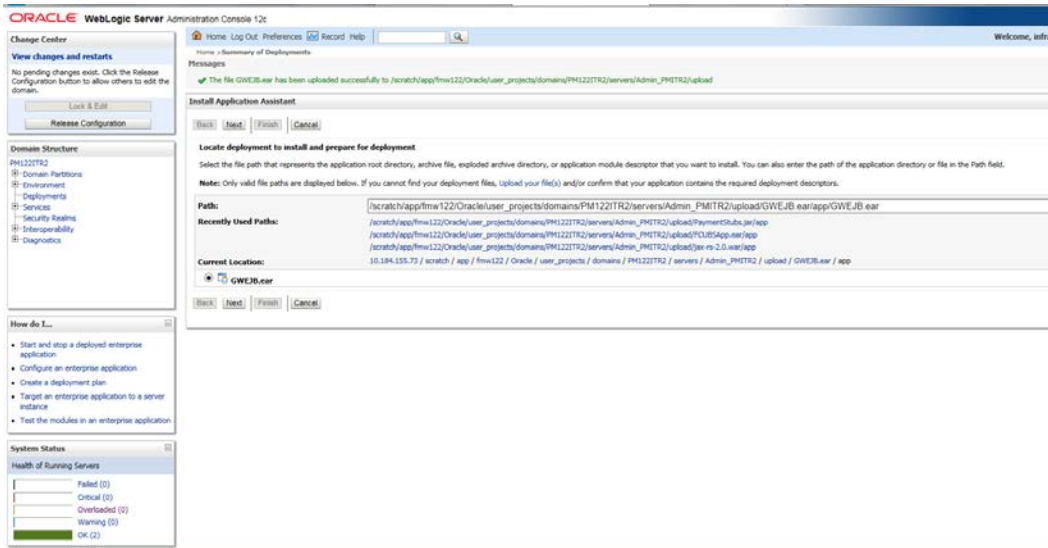 ORACLE WebLogic Server Administration Console 12c
Change Center
View changes and restarts
No pending changes exist. Click the Release
Configuration button to allow others to edit the
domain.
Lock & Edit
Release Configuration
Domain Structure
PM122ITR2
Domain Partitions
Environment
Deployments
Services
Security Realms
Interoperability
Diagnostics
How do I...
Start and stop a deployed enterprise
application
Configure an enterprise application
Create a deployment plan
Target an enterprise application to a server
instance
Test the modules in an enterprise application
System Status
Health of Running Servers
Failed (0)
Critical (0)
Overloaded (0)
Warning (0)
OK (2)
Home Log Out Preferences Record Help
Welcome, infra
Home >Summary of Deployments
Messages
The file GWEJB.ear has been uploaded successfully to /scratch/app/fmw122/Oracle/user_projects/domains/PM122ITR2/servers/Admin_PMITR2/upload
Install Application Assistant
Back Next Finish Cancel
Locate deployment to install and prepare for deployment
Select the file path that represents the application root directory, archive file, exploded archive directory, or application module descriptor that you want to install. You can also enter the path of the application directory or file in the Path field.
Note: Only valid file paths are displayed below. If you cannot find your deployment files, Upload your file(s) and/or confirm that your application contains the required deployment descriptors.
Path: /scratch/app/fmw122/Oracle/user_projects/domains/PM122ITR2/servers/Admin_PMITR2/upload/GWEJB.ear/app/GWEJB.ear
Recently Used Paths: /scratch/app/fmw122/Oracle/user_projects/domains/PM122ITR2/servers/Admin_PMITR2/upload/PaymentStubs.jar/app
/scratch/app/fmw122/Oracle/user_projects/domains/PM122ITR2/servers/Admin_PMITR2/upload/FCUBSApp.ear/app
/scratch/app/fmw122/Oracle/user_projects/domains/PM122ITR2/servers/Admin_PMITR2/upload/jax-rs-2.0.war/app
Current Location: 10.184.155.73 / scratch / app / fmw122 / Oracle / user_projects / domains / PM122ITR2 / servers / Admin_PMITR2 / upload / GWEJB.ear / app
GWEJB.ear
Back Next Finish Cancel